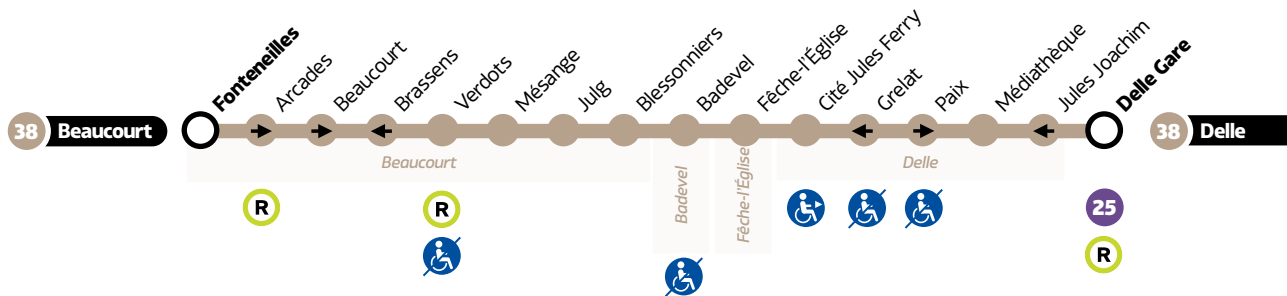 Fonteneilles
Arcades
Beaucourt
Brassens
Verdots
Mésange
Julg
Blessonniers
Badevel
Fêche-l'Église
Cité Jules Ferry
Grelat
Paix
Médiathèque
Jules Joachim
Delle Gare
38 Beaucourt
38 Delle
Beaucourt
Badevel
Fêche-l'Église
Delle
R
R
25
R